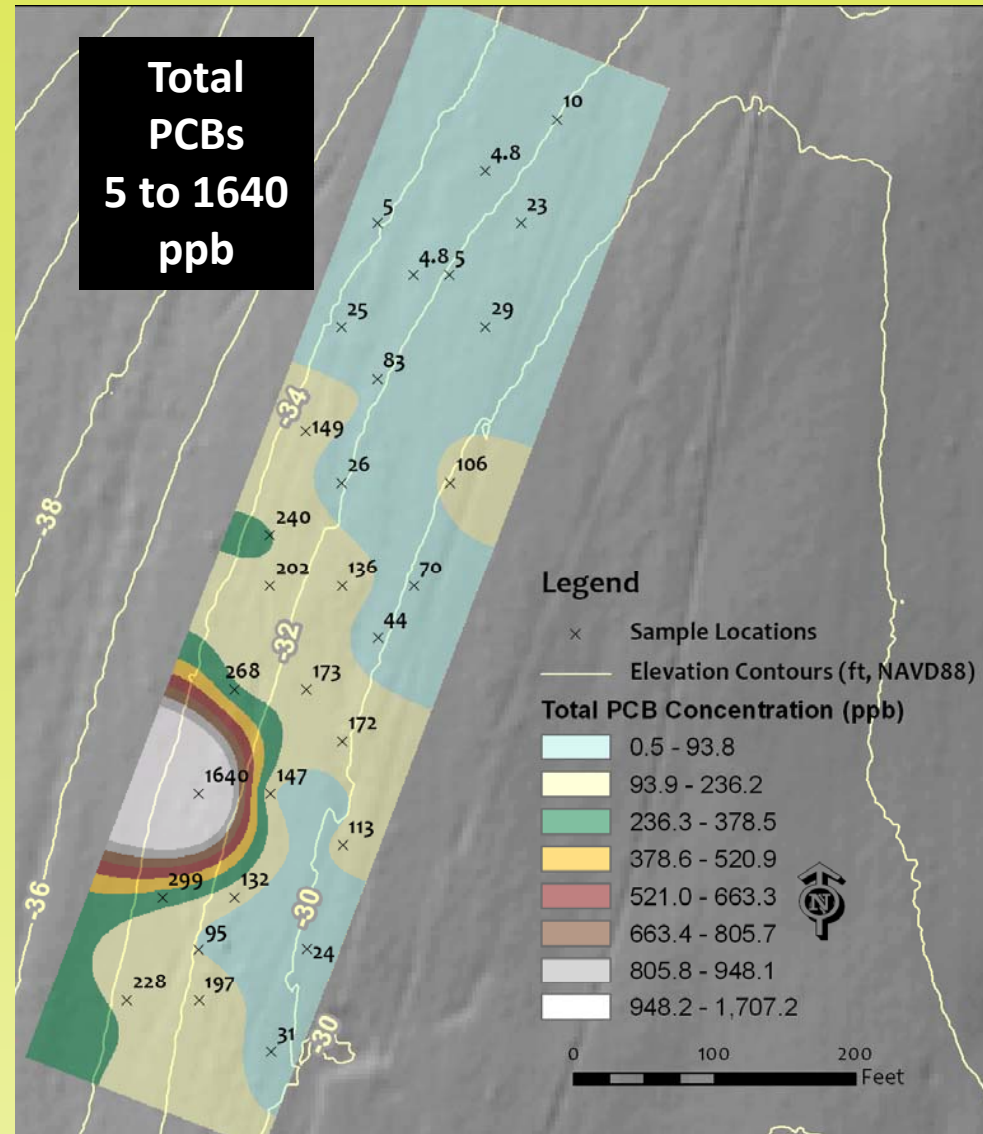 Total
PCBs
5 to 1640
ppb
10
4.8
5
23
4.8 5
25
29
83
-34
149
26
106
-38
240
202
136
70
44
-32
268
173
172
1640
147
113
299
132
-36
-30
95
24
228
197
31
-30
Legend
Sample Locations
Elevation Contours (ft, NAVD88)
Total PCB Concentration (ppb)
0.5 - 93.8
93.9 - 236.2
236.3 - 378.5
378.6 - 520.9
521.0 - 663.3
663.4 - 805.7
805.8 - 948.1
948.2 - 1,707.2
N
0 100 200
Feet